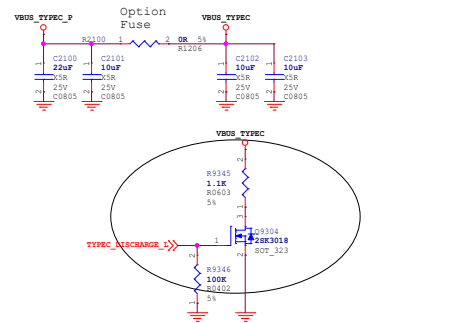 Option
Fuse
VBUS_TYPEC_P
VBUS_TYPEC
R2100 1 2 0R 5%
R1206
1 C2100
22uF
X5R
25V
2 C0805
1 C2101
10uF
X5R
25V
2 C0805
1 C2102
10uF
X5R
25V
2 C0805
1 C2103
10uF
X5R
25V
2 C0805
VBUS_TYPEC
2
R9345
1.1K
R0603
5%
1
3
Q9304
2SK3018
SOT_323
TYPEC_DISCHARGE_L
1
2
2
R9346
100K
R0402
5%
1